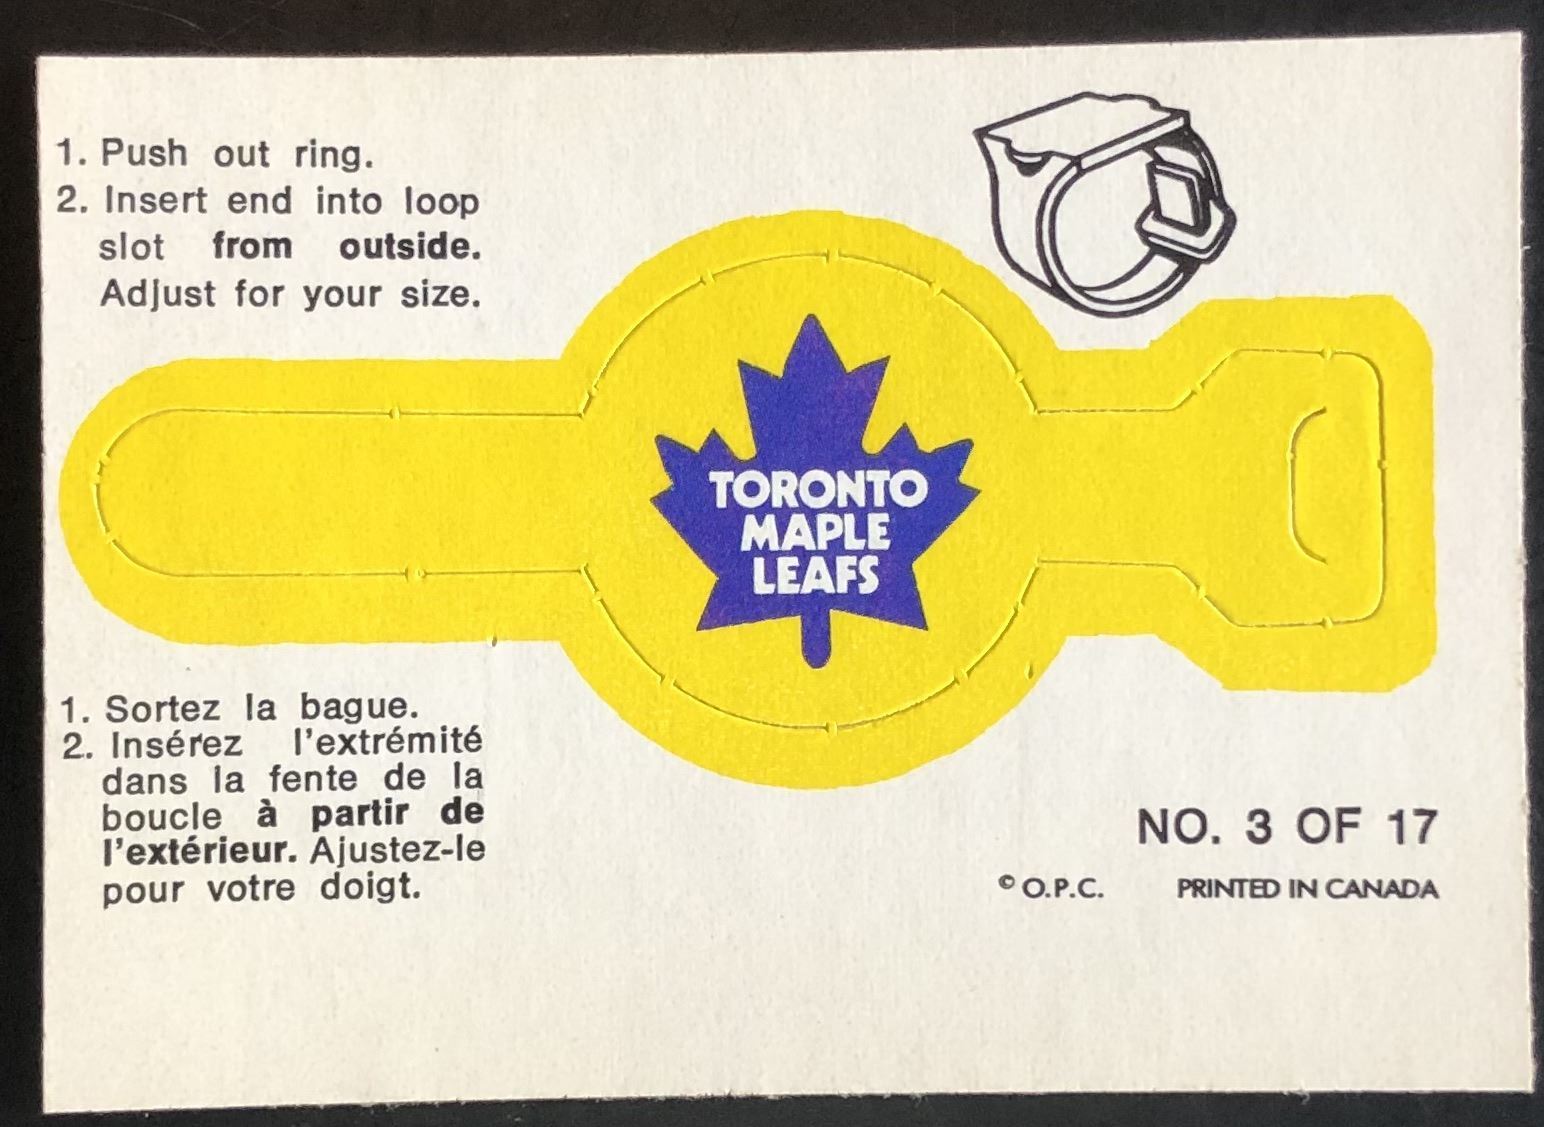 1. Push out ring.
2. Insert end into loop
slot from outside.
Adjust for your size.
TORONTO
MAPLE
LEAFS
1. Sortez la bague.
2. Insérez l'extrémité
dans la fente de la
boucle à partir de
l'extérieur. Ajustez-le
pour votre doigt.
NO. 3 OF 17
© O.P.C. PRINTED IN CANADA